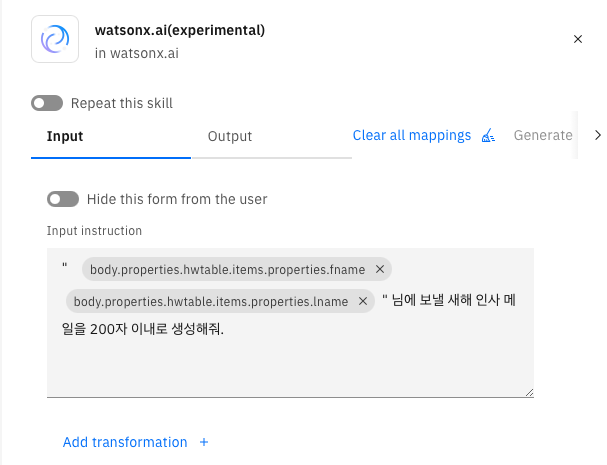 watsonx.ai(experimental)
in watsonx.ai
Repeat this skill
Input Output Clear all mappings Generate
Hide this form from the user
Input instruction
" body.properties.hwtable.items.properties.fname
body.properties.hwtable.items.properties.lname " 님에 보낼 새해 인사 메
일을 200자 이내로 생성해줘.
Add transformation +